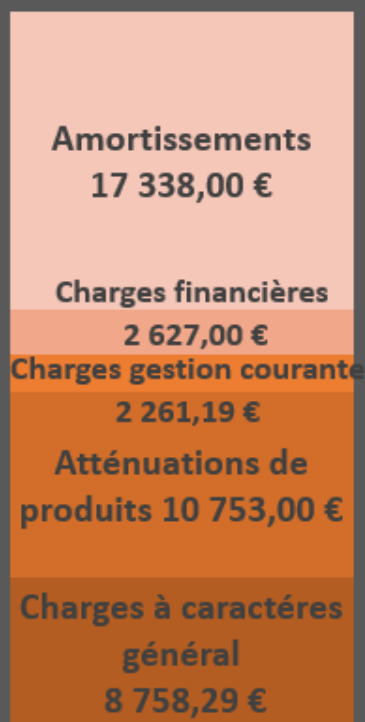 Amortissements
17 338,00 €
Charges financières
2 627,00 €
Charges gestion courante
2 261,19 €
Atténuations de
produits 10 753,00 €
Charges à caractéres
général
8 758,29 €